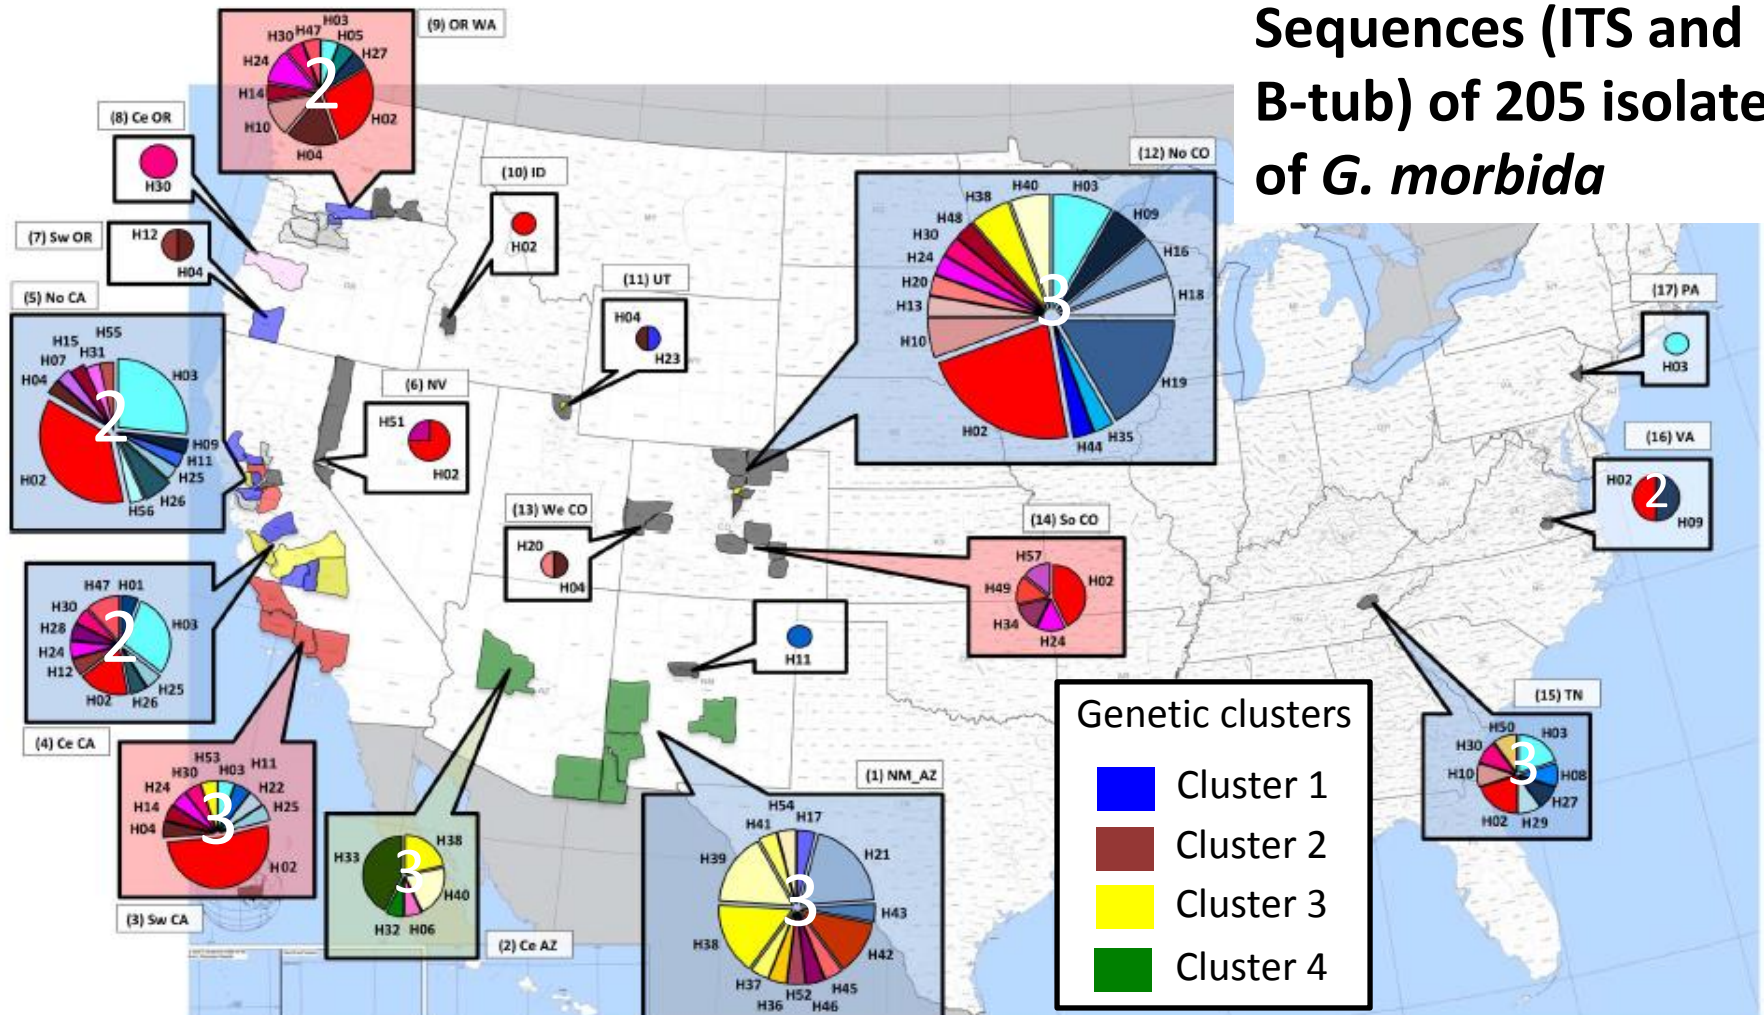 Sequences (ITS and
B-tub) of 205 isolate
of G. morbida
(9) OR WA
H03
H30 H47 H05
H27
H24
2
H14
H02
H10
H04
(8) Ce OR
H30
(7) Sw OR
H12
H04
(10) ID
H02
(11) UT
H04
H23
(12) No CO
H40 H03
H38
H09
H48
H16
H30
H24
H18
H20
3
H13
H10
H19
H02
H35
H44
(17) PA
H03
(16) VA
H02
2
H09
(5) No CA
H55
H15
H31
H07
H03
H04
2
H09
H11
H02
H25
H26
H56
(6) NV
H51
H02
(13) We CO
H20
H04
(14) So CO
H57
H02
H49
H34
H24
H11
H47 H01
H30
H03
H28
2
H24
H12
H25
H02 H26
(4) Ce CA
H53
H03 H11
H30
H24
H22
H14
H25
3
H04
H02
(3) Sw CA
H33
H38
3
H40
H32 H06
(2) Ce AZ
(1) NM_AZ
H54
H17
H41
H39
H21
3
H43
H38
H42
H37
H45
H36 H52 H46
Genetic clusters
Cluster 1
Cluster 2
Cluster 3
Cluster 4
(15) TN
H50
H03
H30
3
H10
H08
H27
H02 H29